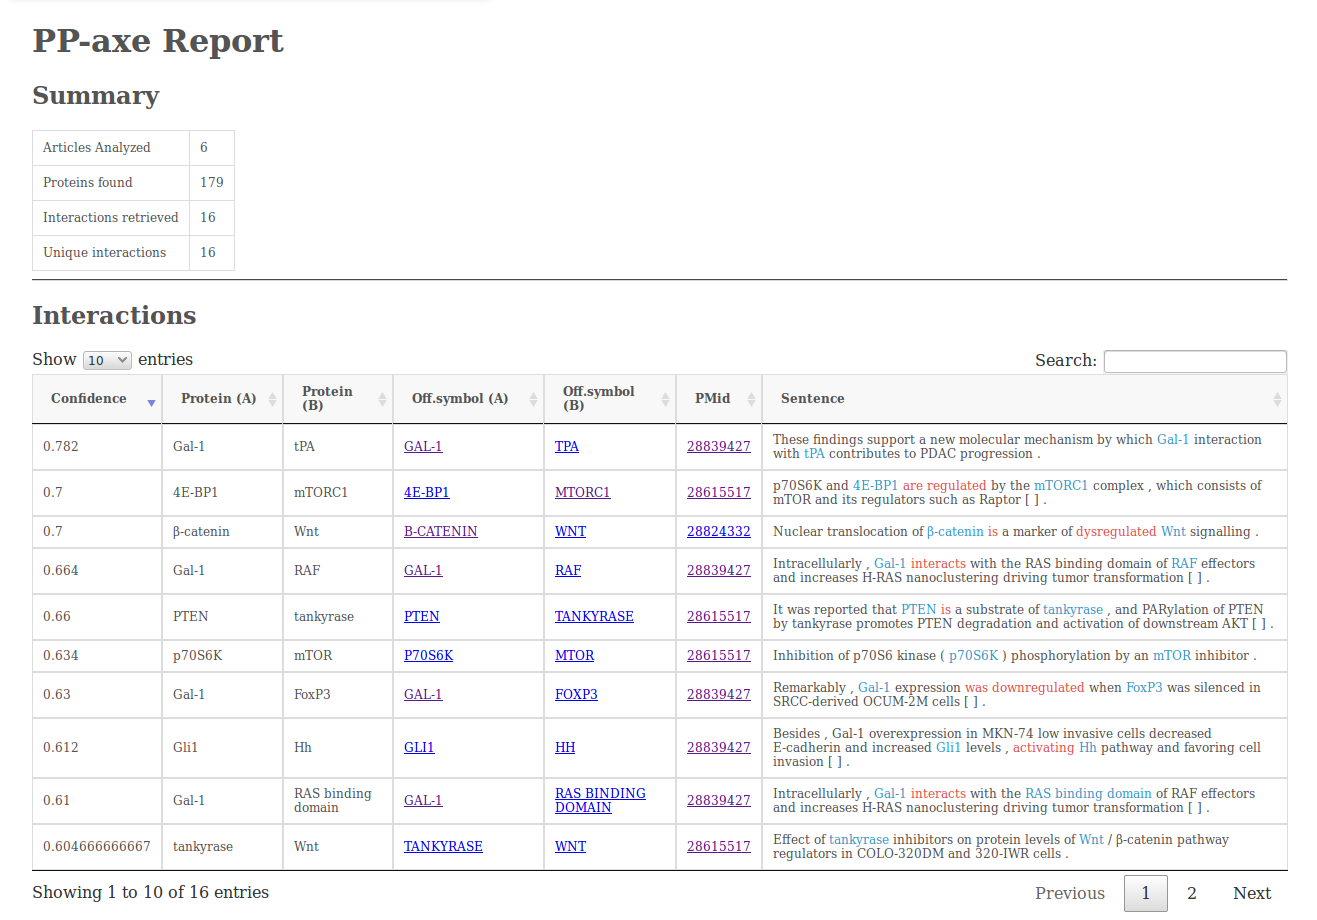 PP-axe Report
Summary
Articles Analyzed 6
Proteins found 179
Interactions retrieved 16
Unique interactions 16
Interactions
Show 10 entries Search:
Confidence Protein (A) Protein (B) Off.symbol (A) Off.symbol (B) PMid Sentence
0.782 Gal-1 tPA GAL-1 TPA 28839427 These findings support a new molecular mechanism by which Gal-1 interaction
with tPA contributes to PDAC progression .
0.7 4E-BP1 mTORC1 4E-BP1 MTORC1 28615517 p70S6K and 4E-BP1 are regulated by the mTORC1 complex , which consists of
mTOR and its regulators such as Raptor [ ] .
0.7 β-catenin Wnt B-CATENIN WNT 28824332 Nuclear translocation of β-catenin is a marker of dysregulated Wnt signalling .
0.664 Gal-1 RAF GAL-1 RAF 28839427 Intracellularly , Gal-1 interacts with the RAS binding domain of RAF effectors
and increases H-RAS nanoclustering driving tumor transformation [ ] .
0.66 PTEN tankyrase PTEN TANKYRASE 28615517 It was reported that PTEN is a substrate of tankyrase , and PARylation of PTEN
by tankyrase promotes PTEN degradation and activation of downstream AKT [ ] .
0.634 p70S6K mTOR P70S6K MTOR 28615517 Inhibition of p70S6 kinase ( p70S6K ) phosphorylation by an mTOR inhibitor .
0.63 Gal-1 FoxP3 GAL-1 FOXP3 28839427 Remarkably , Gal-1 expression was downregulated when FoxP3 was silenced in
SRCC-derived OCUM-2M cells [ ] .
0.612 Gli1 Hh GLI1 HH 28839427 Besides , Gal-1 overexpression in MKN-74 low invasive cells decreased
E-cadherin and increased Gli1 levels , activating Hh pathway and favoring cell
invasion [ ] .
0.61 Gal-1 RAS binding domain GAL-1 RAS BINDING DOMAIN 28839427 Intracellularly , Gal-1 interacts with the RAS binding domain of RAF effectors
and increases H-RAS nanoclustering driving tumor transformation [ ] .
0.604666666667 tankyrase Wnt TANKYRASE WNT 28615517 Effect of tankyrase inhibitors on protein levels of Wnt / β-catenin pathway
regulators in COLO-320DM and 320-IWR cells .
Showing 1 to 10 of 16 entries Previous 1 2 Next